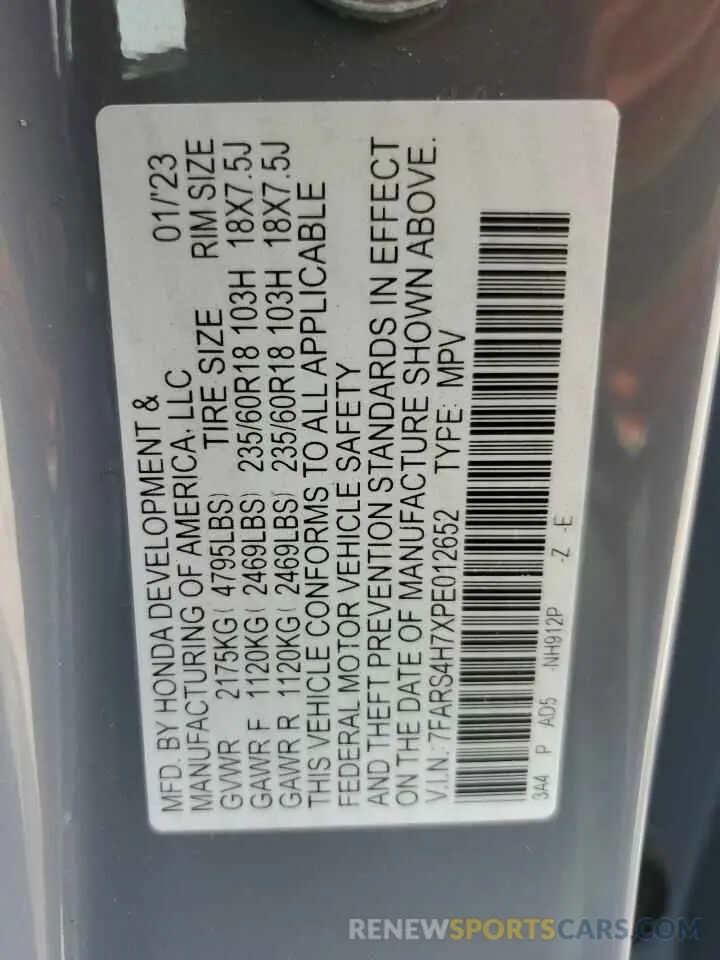 MFD. BY HONDA DEVELOPMENT & 01/'23
MANUFACTURING OF AMERICA, LLC TIRE SIZE RIM SIZE
GVWR 2175KG( 4795LBS)
GAWR F 1120KG( 2469LBS) 235/60R18 103H 18X7.5J
GAWR R 1120KG( 2469LBS) 235/60R18 103H 18X7.5J
THIS VEHICLE CONFORMS TO ALL APPLICABLE
FEDERAL MOTOR VEHICLE SAFETY
AND THEFT PREVENTION STANDARDS IN EFFECT
ON THE DATE OF MANUFACTURE SHOWN ABOVE.
V.I.N.: 7FARS4H7XPE012652 TYPE: MPV
3A4 P AD5 -NH912P -Z -E
RENEWSPORTSCARS.COM